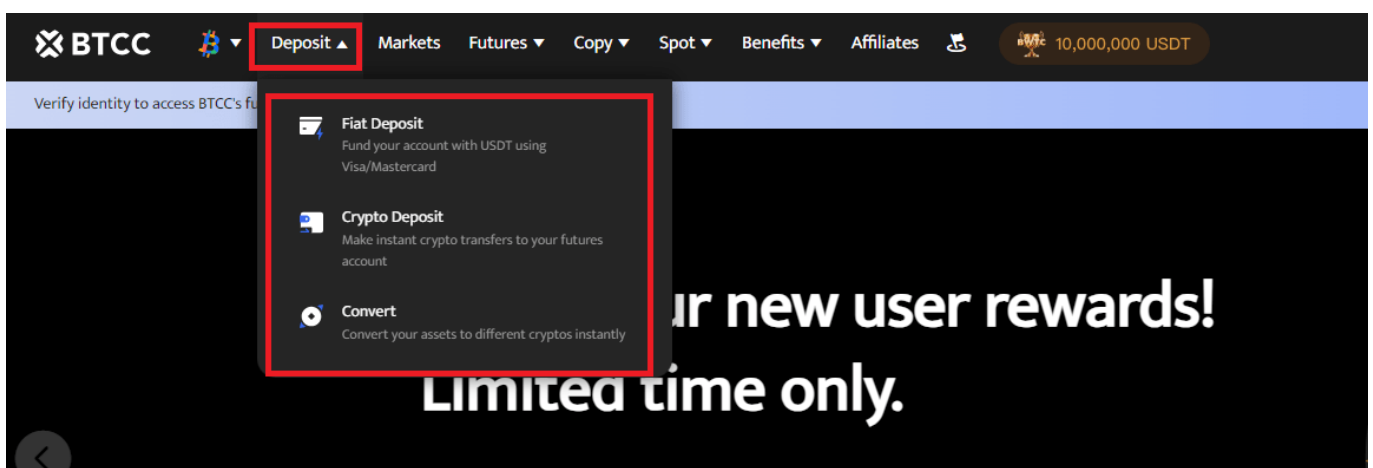 BTCC
Deposit ▲ Markets Futures ▼ Copy ▼ Spot ▼ Benefits ▼ Affiliates 10,000,000 USDT
Verify identity to access BTCC's
Fiat Deposit
Fund your account with USDT using
Visa/Mastercard
Crypto Deposit
Make instant crypto transfers to your futures
account
Convert
Convert your assets to different cryptos instantly
new user rewards!
Limited time only.